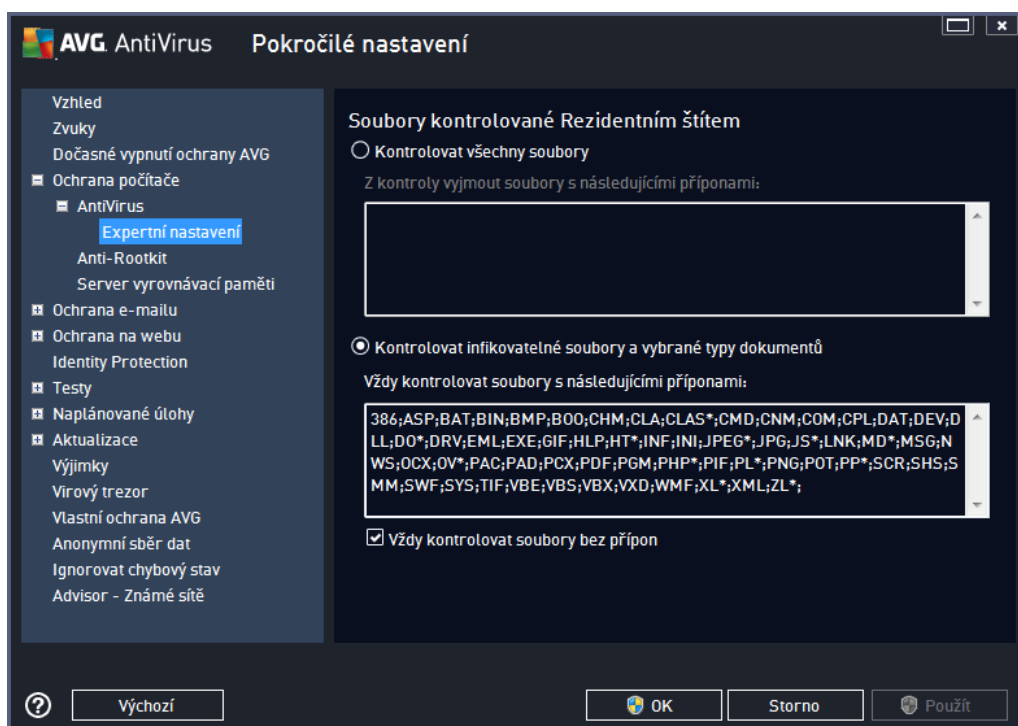 AVG AntiVirus Pokročilé nastavení
Vzhled
Zvuky
Dočasné vypnutí ochrany AVG
Ochrana počítače
AntiVirus
Expertní nastavení
Anti-Rootkit
Server vyrovnávací paměti
Ochrana e-mailu
Ochrana na webu
Identity Protection
Testy
Naplánované úlohy
Aktualizace
Výjimky
Virový trezor
Vlastní ochrana AVG
Anonymní sběr dat
Ignorovat chybový stav
Advisor - Známé sítě
Soubory kontrolované Rezidentním štítem
Kontrolovat všechny soubory
Z kontroly vyjmout soubory s následujícími příponami:
Kontrolovat infikovatelné soubory a vybrané typy dokumentů
Vždy kontrolovat soubory s následujícími příponami:
386;ASP;BAT;BIN;BMP;BOO;CHM;CLA;CLAS*;CMD;CNM;COM;CPL;DAT;DEV;D
LL;DO*;DRV;EML;EXE;GIF;HLP;HT*;INF;INI;JPEG*;JPG;JS*;LNK;MD*;MSG;N
WS;OCX;OV*;PAC;PAD;PCX;PDF;PGM;PHP*;PIF;PL*;PNG;POT;PP*;SCR;SHS;S
MM;SWF;SYS;TIF;VBE;VBS;VBX;VXD;WMF;XL*;XML;ZL*;
Vždy kontrolovat soubory bez přípon
Výchozí
OK
Storno
Použít